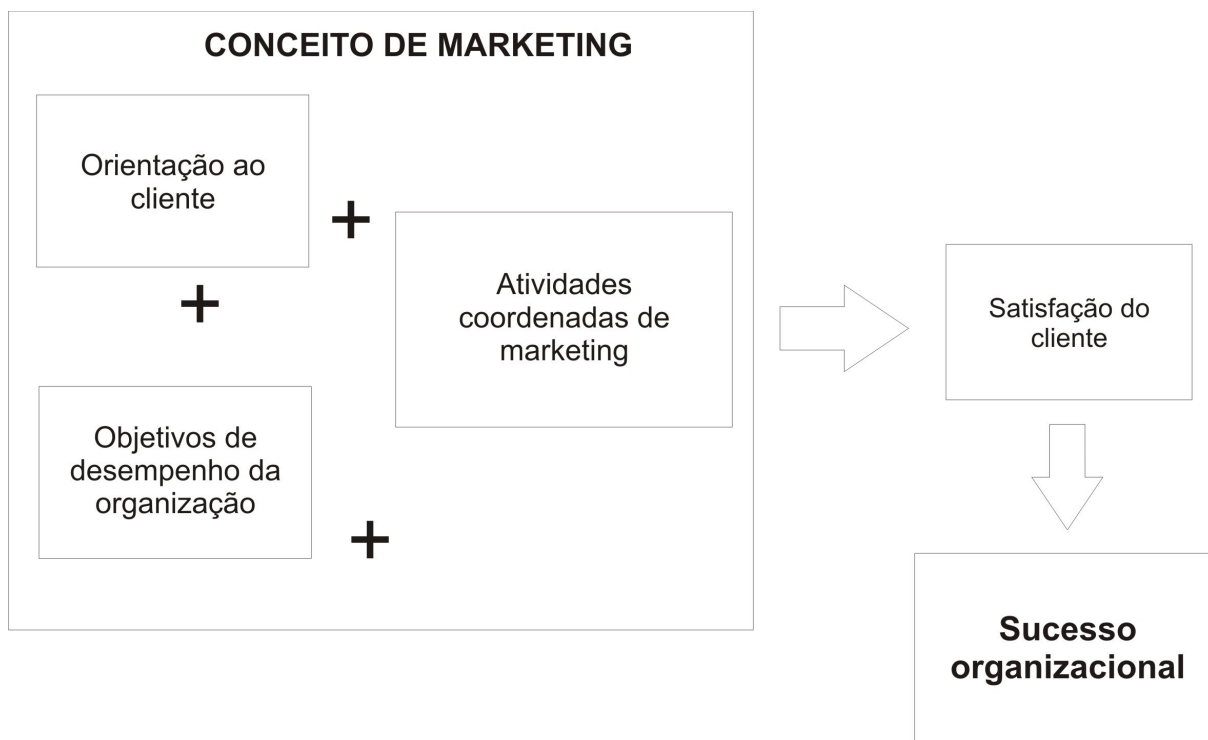 CONCEITO DE MARKETING
Orientação ao
cliente
+
+
Atividades
coordenadas de
marketing
Objetivos de
desempenho da
organização
+
Satisfação do
cliente
Sucesso
organizacional